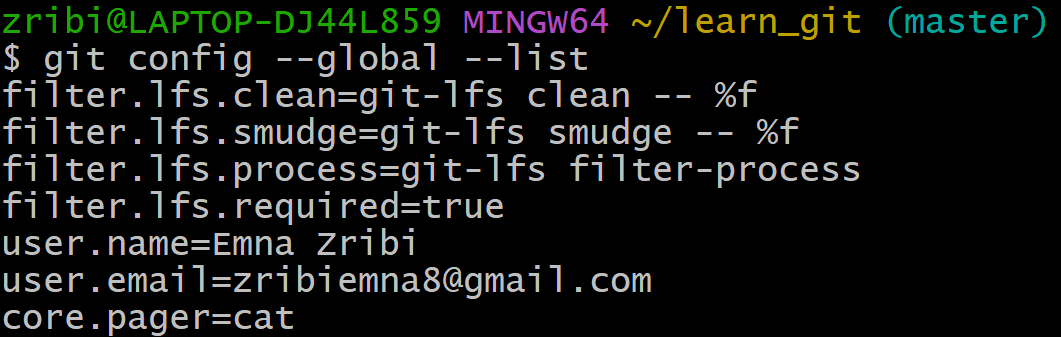 zribi@LAPTOP-DJ44L859 MINGW64 ~/learn_git (master)
$ git config --global --list
filter.lfs.clean=git-lfs clean -- %f
filter.lfs.smudge=git-lfs smudge -- %f
filter.lfs.process=git-lfs filter-process
filter.lfs.required=true
user.name=Emna Zribi
user.email=zribiemna8@gmail.com
core.pager=cat